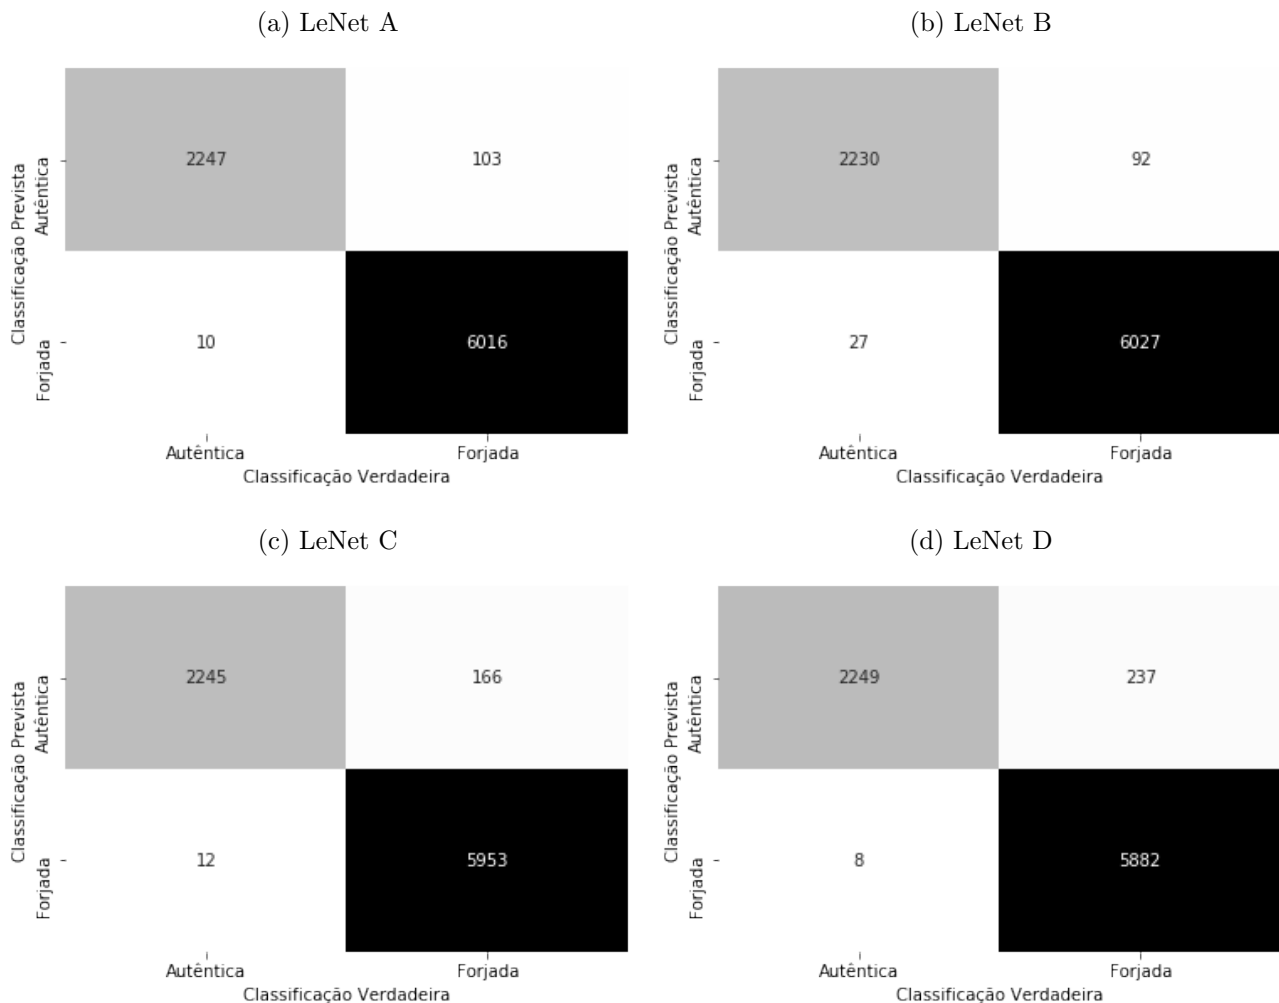 (a) LeNet A
Classificação Prevista
Autêntica
Forjada
2247
103
10
6016
Autêntica
Forjada
Classificação Verdadeira
(b) LeNet B
Classificação Prevista
Autêntica
Forjada
2230
92
27
6027
Autêntica
Forjada
Classificação Verdadeira
(c) LeNet C
Classificação Prevista
Autêntica
Forjada
2245
166
12
5953
Autêntica
Forjada
Classificação Verdadeira
(d) LeNet D
Classificação Prevista
Autêntica
Forjada
2249
237
8
5882
Autêntica
Forjada
Classificação Verdadeira